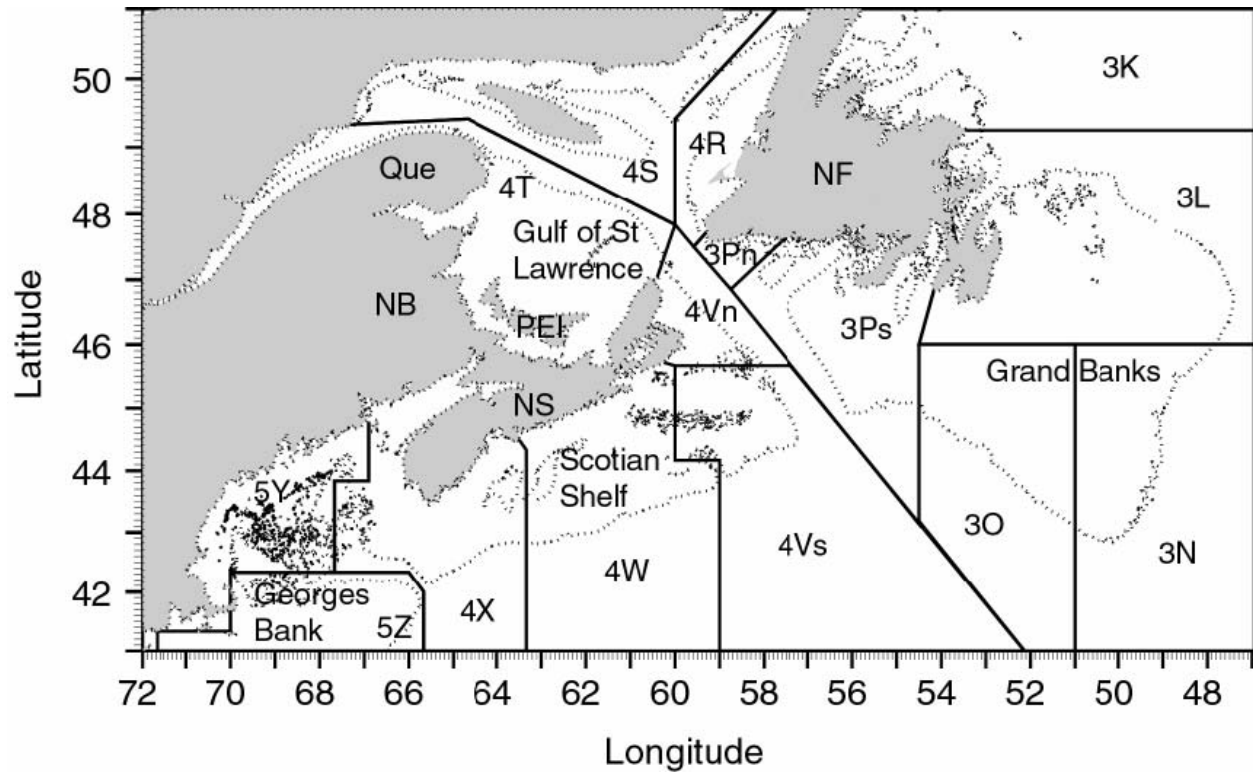 50
48
46
44
42
Latitude
3K
4R
Que
4S
NF
4T
3L
Gulf of St
Lawrence
3Pn
NB
4Vn
PEI
3Ps
Grand Banks
NS
Scotian
Shelf
5Y
3O
4Vs
3N
4W
Georges
Bank
5Z
4X
72 70 68 66 64 62 60 58 56 54 52 50 48
Longitude